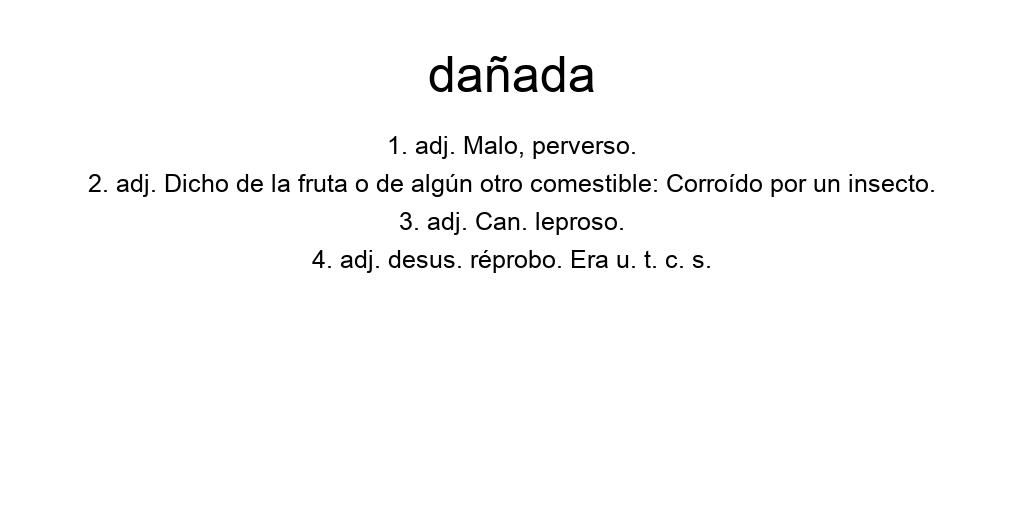 dañada
1. adj. Malo, perverso.
2. adj. Dicho de la fruta o de algún otro comestible: Corroído por un insecto.
3. adj. Can. leproso.
4. adj. desus. réprobo. Era u. t. c. s.